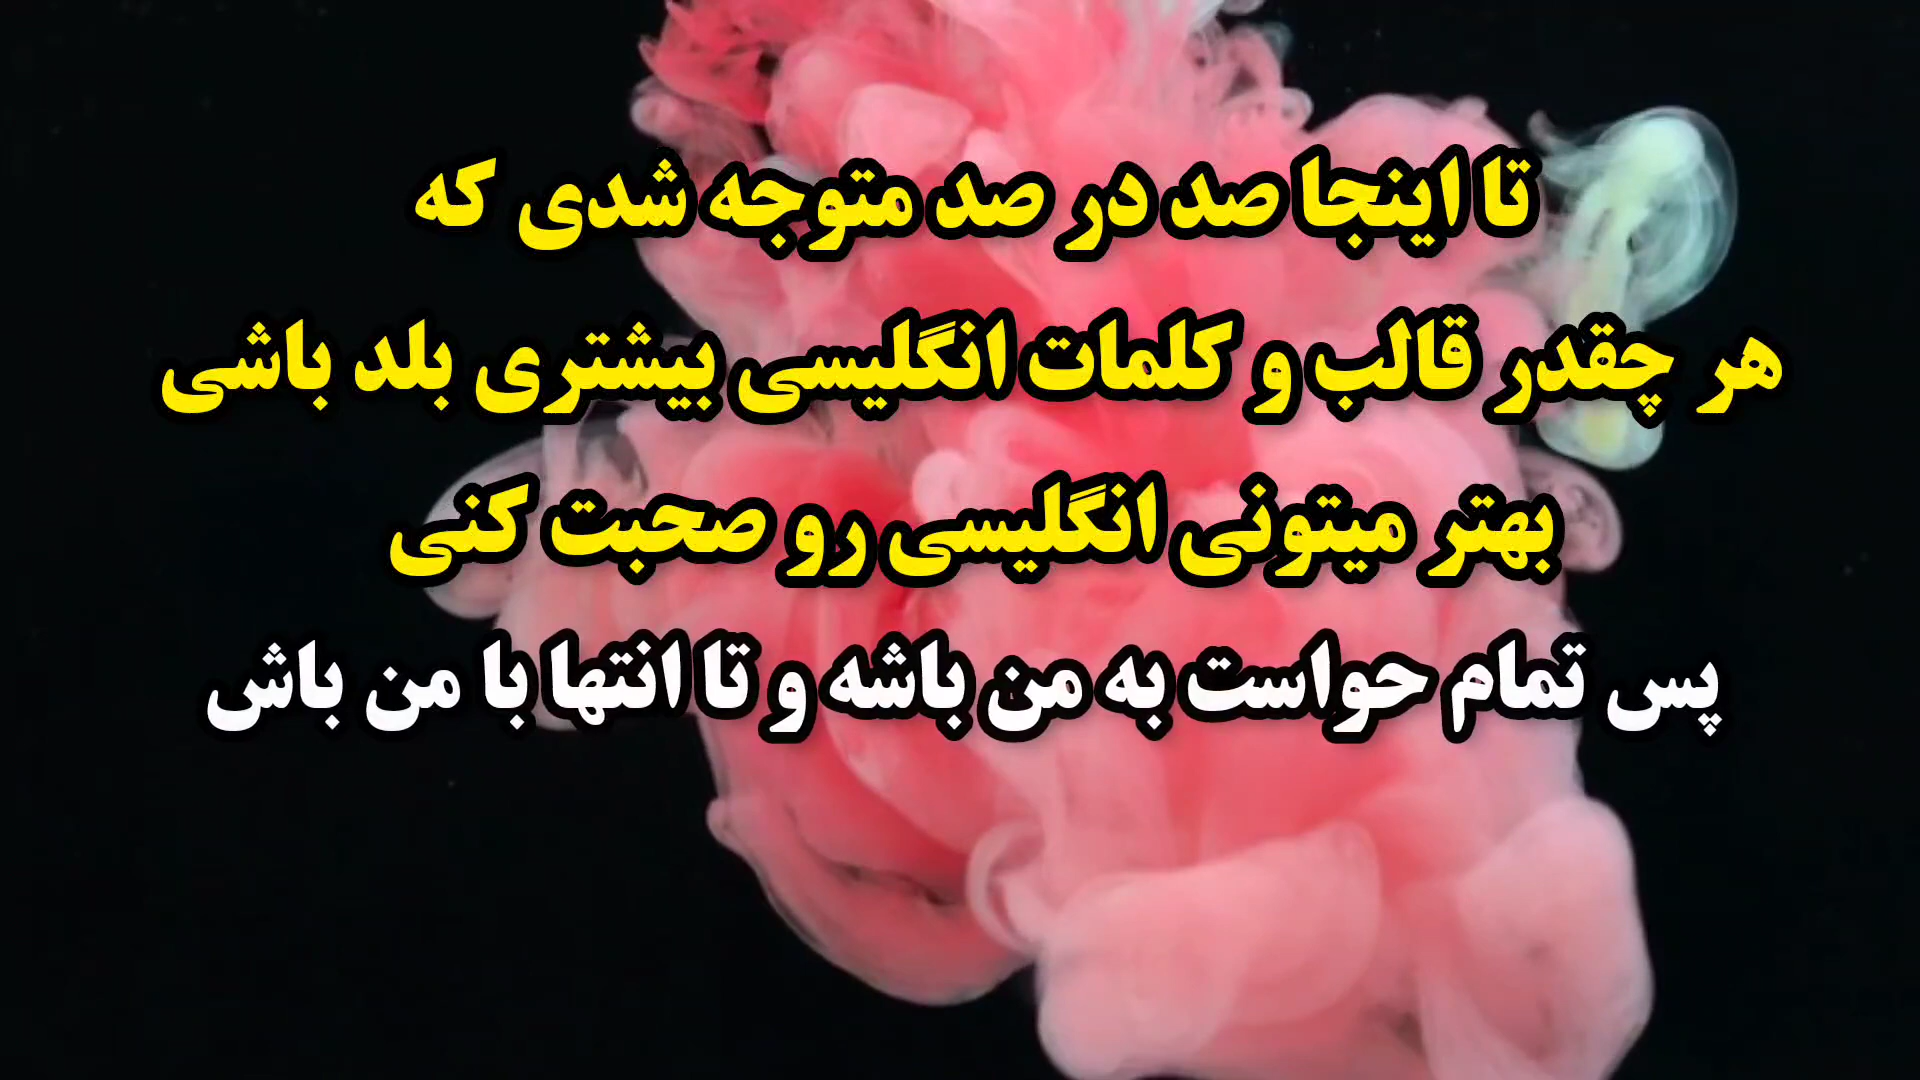 تا اینجا صد در صد متوجه شدی که
هر چقدر قالب و کلمات انگلیسی بیشتری بلد باشی
بهتر میتونی انگلیسی رو صحبت کنی
پس تمام حواست به من باشه و تا انتها با من باش